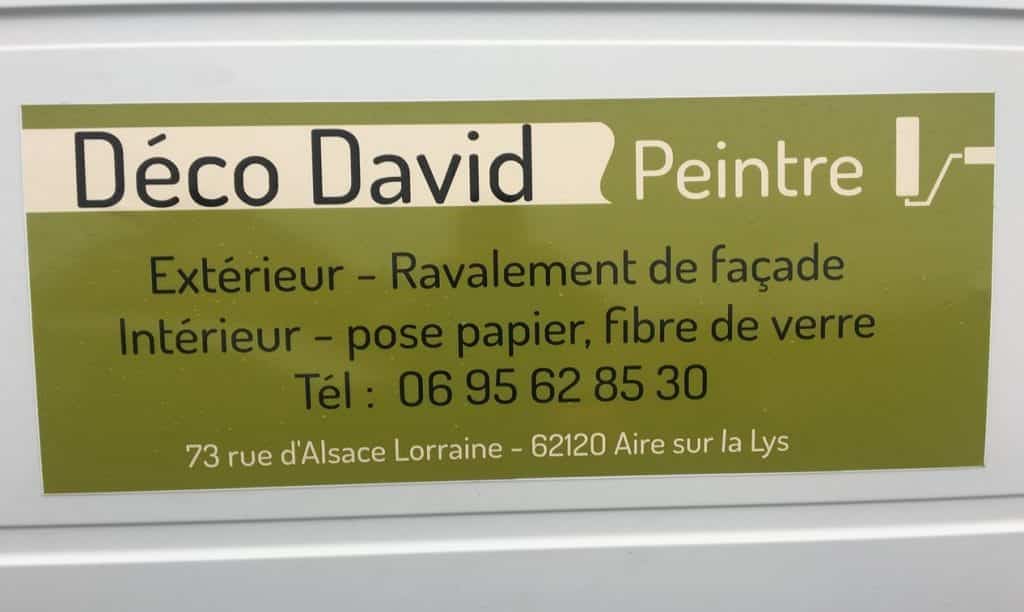 Déco David Peintre
Extérieur - Ravalement de façade
Intérieur - pose papier, fibre de verre
Tél : 06 95 62 85 30
73 rue d'Alsace Lorraine - 62120 Aire sur la Lys